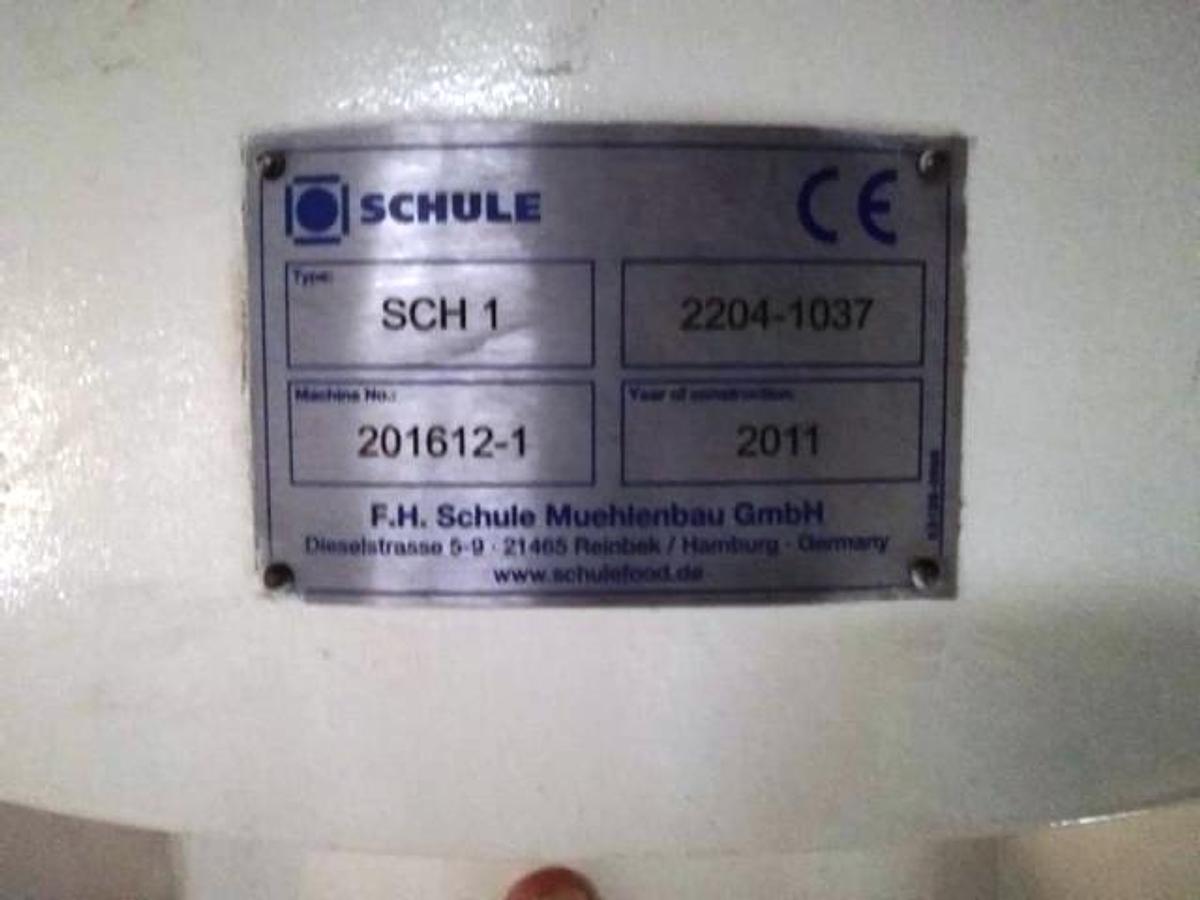 SCHULE
CE
Type:
SCH 1
2204-1037
Machine No.:
201612-1
Year of construction:
2011
F.H. Schule Muehlenbau GmbH
Dieselstrasse 5-9 · 21465 Reinbek / Hamburg · Germany
www.schulefood.de